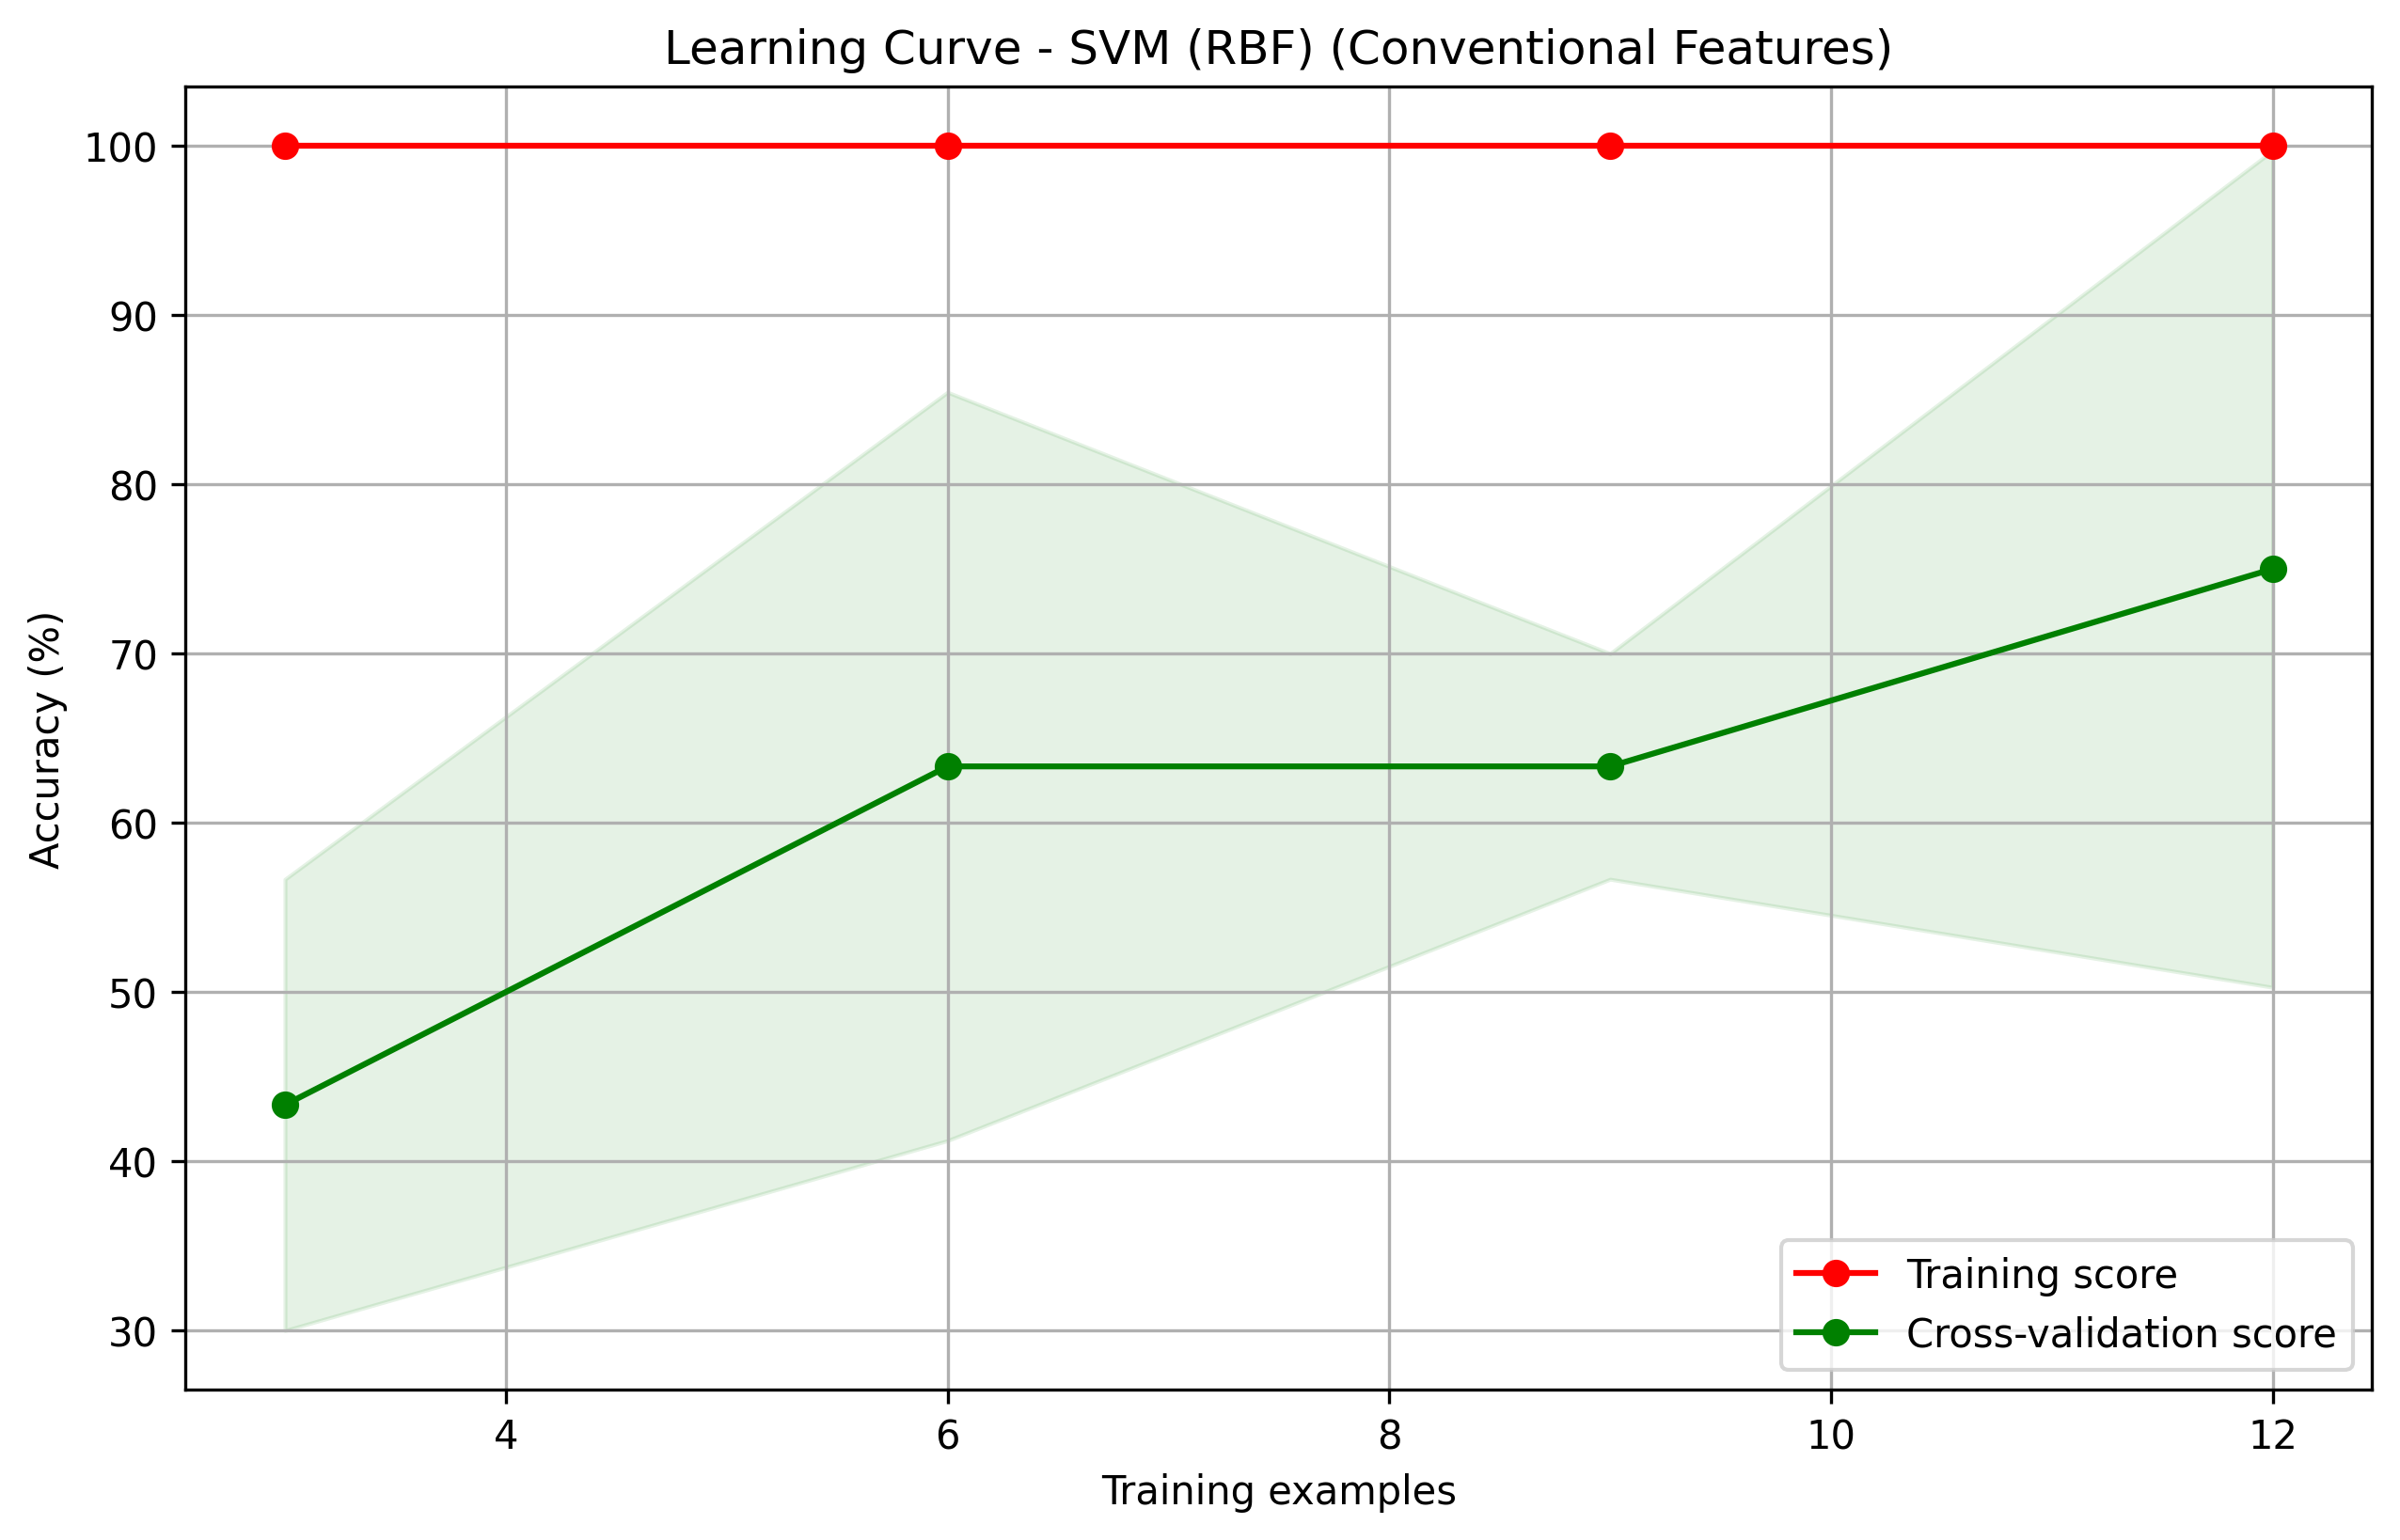 Learning Curve - SVM (RBF) (Conventional Features)
100
90
80
70
60
50
40
30
Accuracy (%)
4
6
8
10
12
Training examples
Training score
Cross-validation score